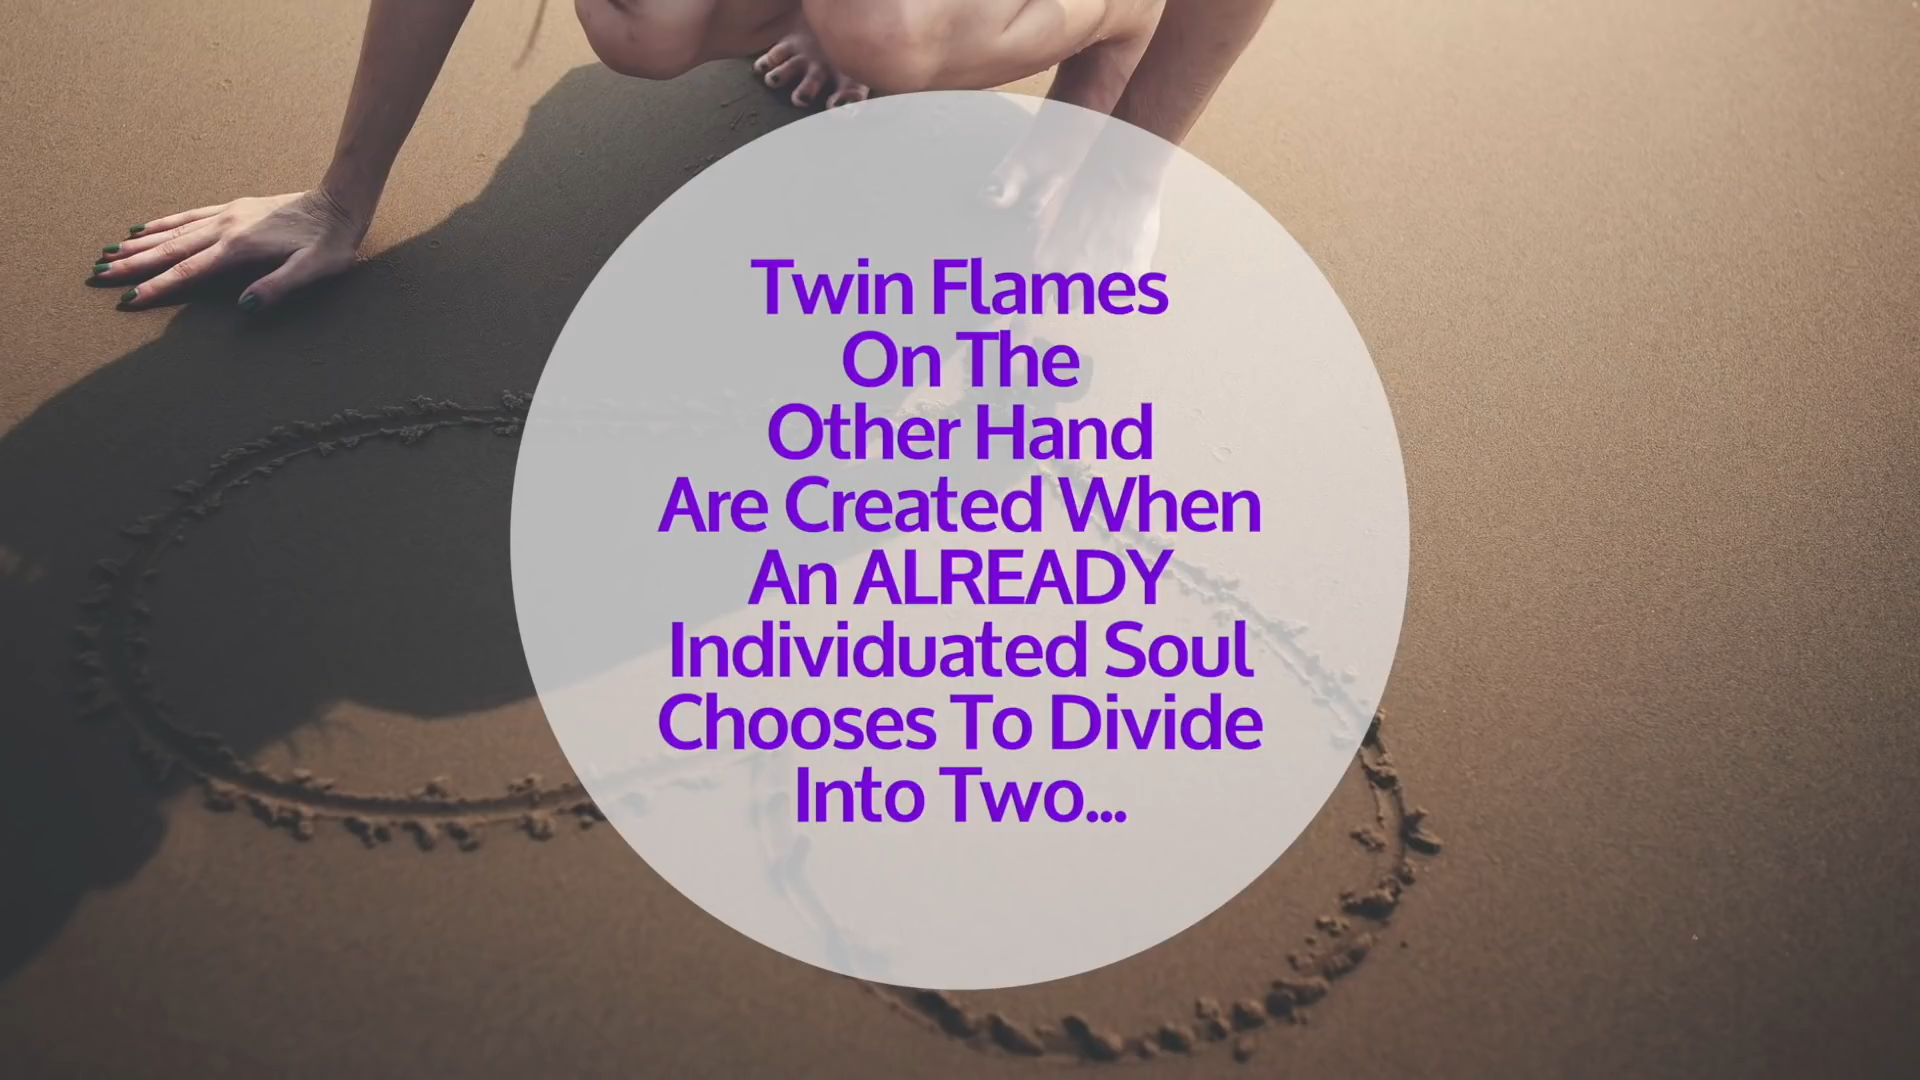 Twin Flames
On The
Other Hand
Are Created When
An ALREADY
Individuated Soul
Chooses To Divide
Into Two...